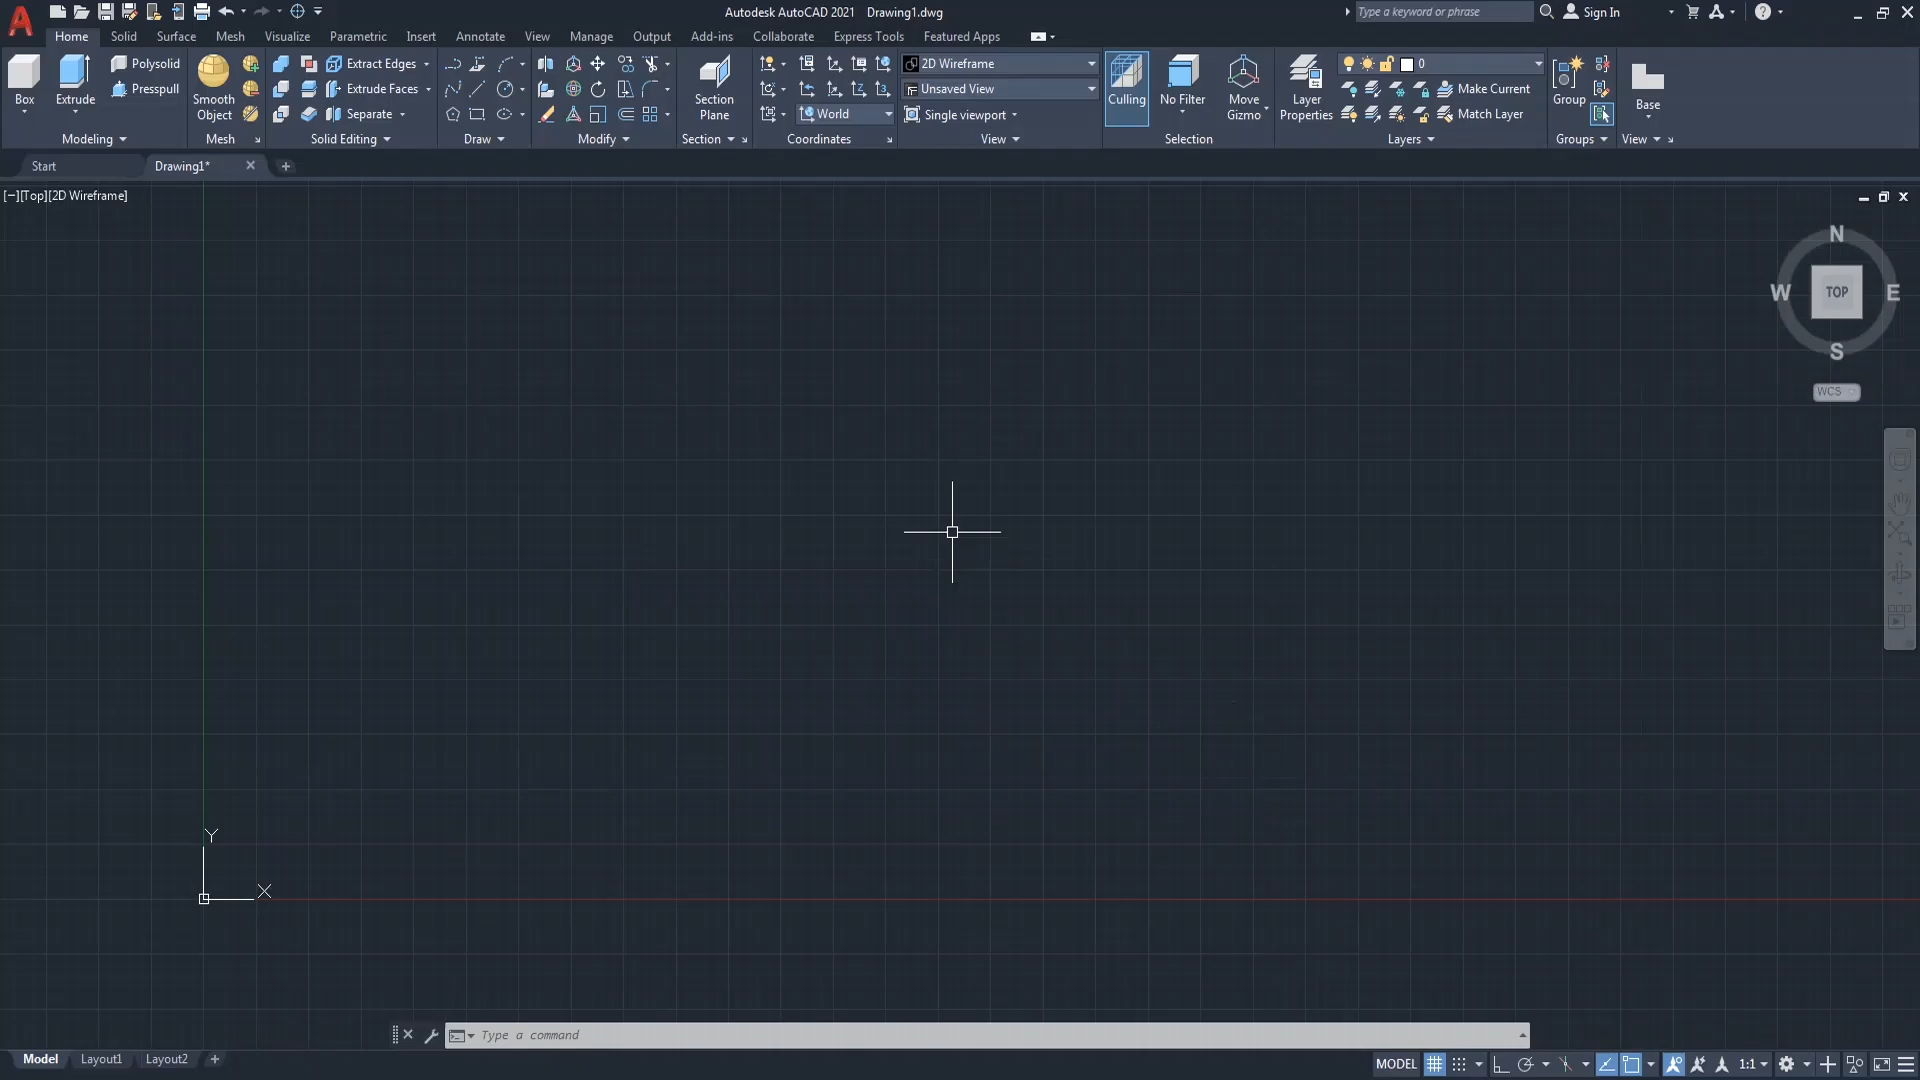 Autodesk AutoCAD 2021 Drawing1.dwg
Type a keyword or phrase
Sign In
Home Solid Surface Mesh Visualize Parametric Insert Annotate View Manage Output Add-ins Collaborate Express Tools Featured Apps
Box
Extrude
Polysolid
Presspull
Modeling
Smooth
Object
Mesh
Extract Edges
Extrude Faces
Separate
Solid Editing
Draw
Modify
Section
Plane
Section
World
Coordinates
2D Wireframe
Unsaved View
Single viewport
View
Culling
No Filter
Move
Gizmo
Selection
Layer
Properties
0
Make Current
Match Layer
Layers
Group
Groups
Base
View
Start
Drawing1*
[−][Top][2D Wireframe]
N
W
TOP
E
S
WCS
Y
X
Type a command
Model Layout1 Layout2
MODEL
1:1